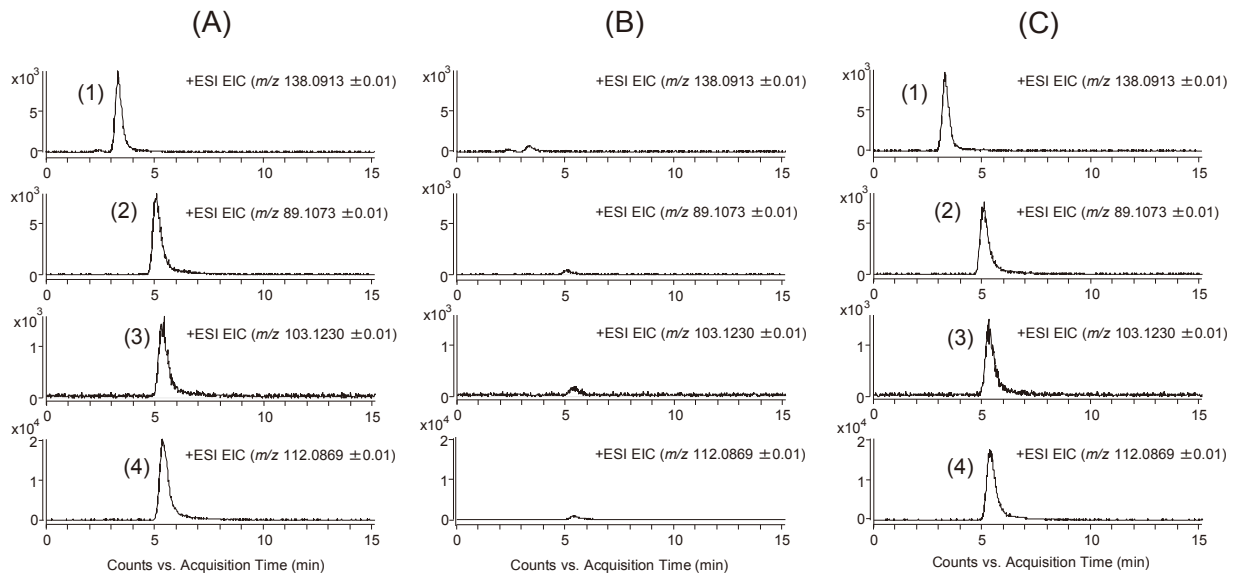 (A)
x10³
5
0
(1)
+ESI EIC (m/z 138.0913 ±0.01)
0 5 10 15
x10³
5
0
(2)
+ESI EIC (m/z 89.1073 ±0.01)
0 5 10 15
x10³
1
0
(3)
+ESI EIC (m/z 103.1230 ±0.01)
0 5 10 15
x10⁴
2
1
0
(4)
+ESI EIC (m/z 112.0869 ±0.01)
0 5 10 15
Counts vs. Acquisition Time (min)
(B)
x10³
5
0
+ESI EIC (m/z 138.0913 ±0.01)
0 5 10 15
x10³
5
0
+ESI EIC (m/z 89.1073 ±0.01)
0 5 10 15
x10³
1
0
+ESI EIC (m/z 103.1230 ±0.01)
0 5 10 15
x10⁴
2
1
0
+ESI EIC (m/z 112.0869 ±0.01)
0 5 10 15
Counts vs. Acquisition Time (min)
(C)
x10³
5
0
(1)
+ESI EIC (m/z 138.0913 ±0.01)
0 5 10 15
x10³
5
0
(2)
+ESI EIC (m/z 89.1073 ±0.01)
0 5 10 15
x10³
1
0
(3)
+ESI EIC (m/z 103.1230 ±0.01)
0 5 10 15
x10⁴
2
1
0
(4)
+ESI EIC (m/z 112.0869 ±0.01)
0 5 10 15
Counts vs. Acquisition Time (min)